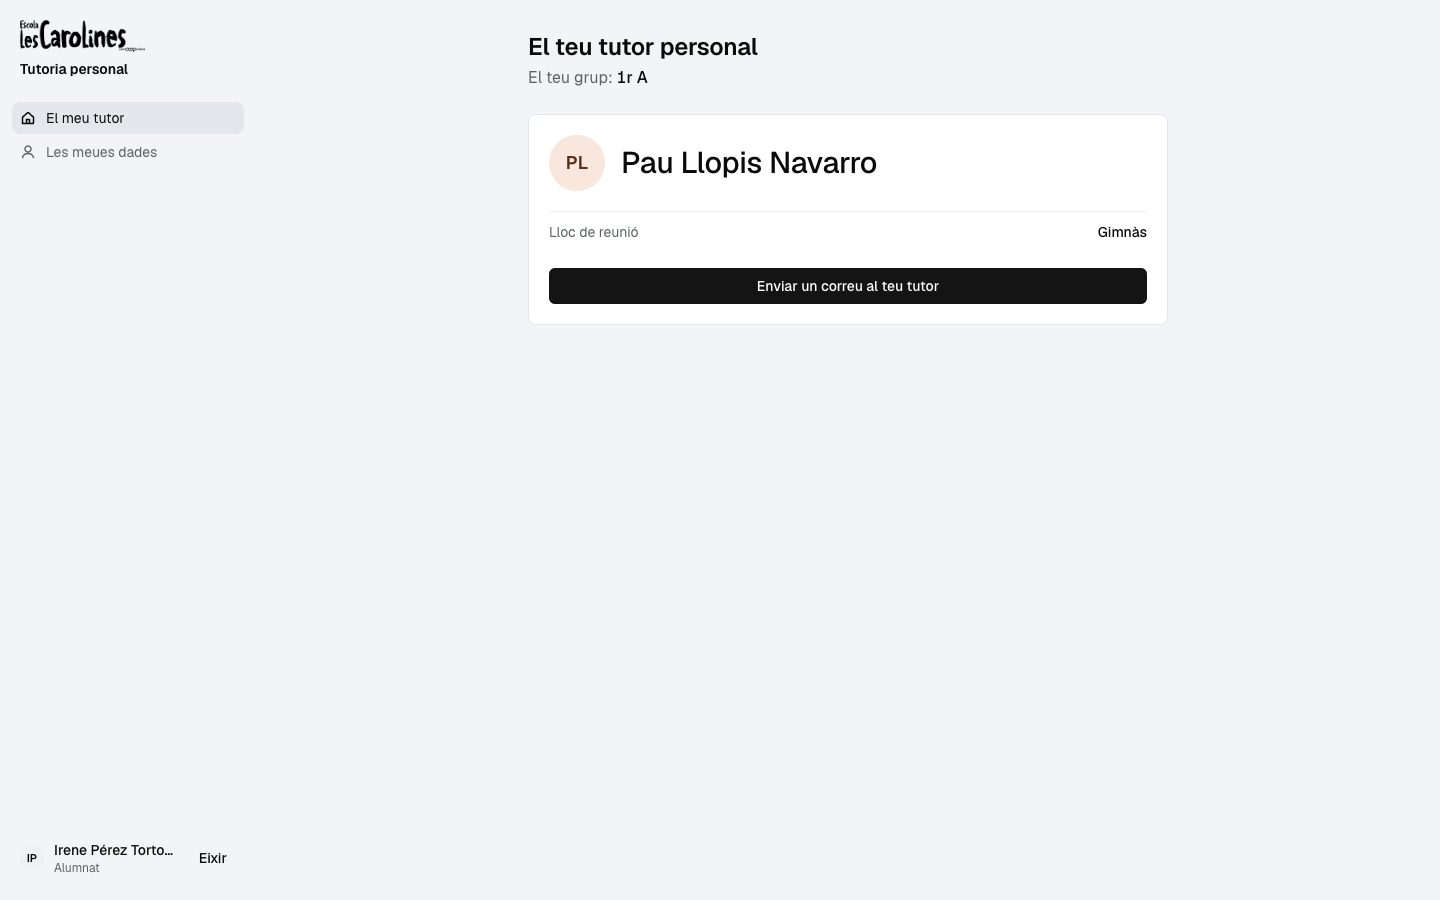 Escola
les Carolines
Tutoria personal
El meu tutor
Les meues dades
El teu tutor personal
El teu grup: 1r A
PL
Pau Llopis Navarro
Lloc de reunió
Gimnàs
Enviar un correu al teu tutor
IP
Irene Pérez Torto...
Alumnat
Eixir